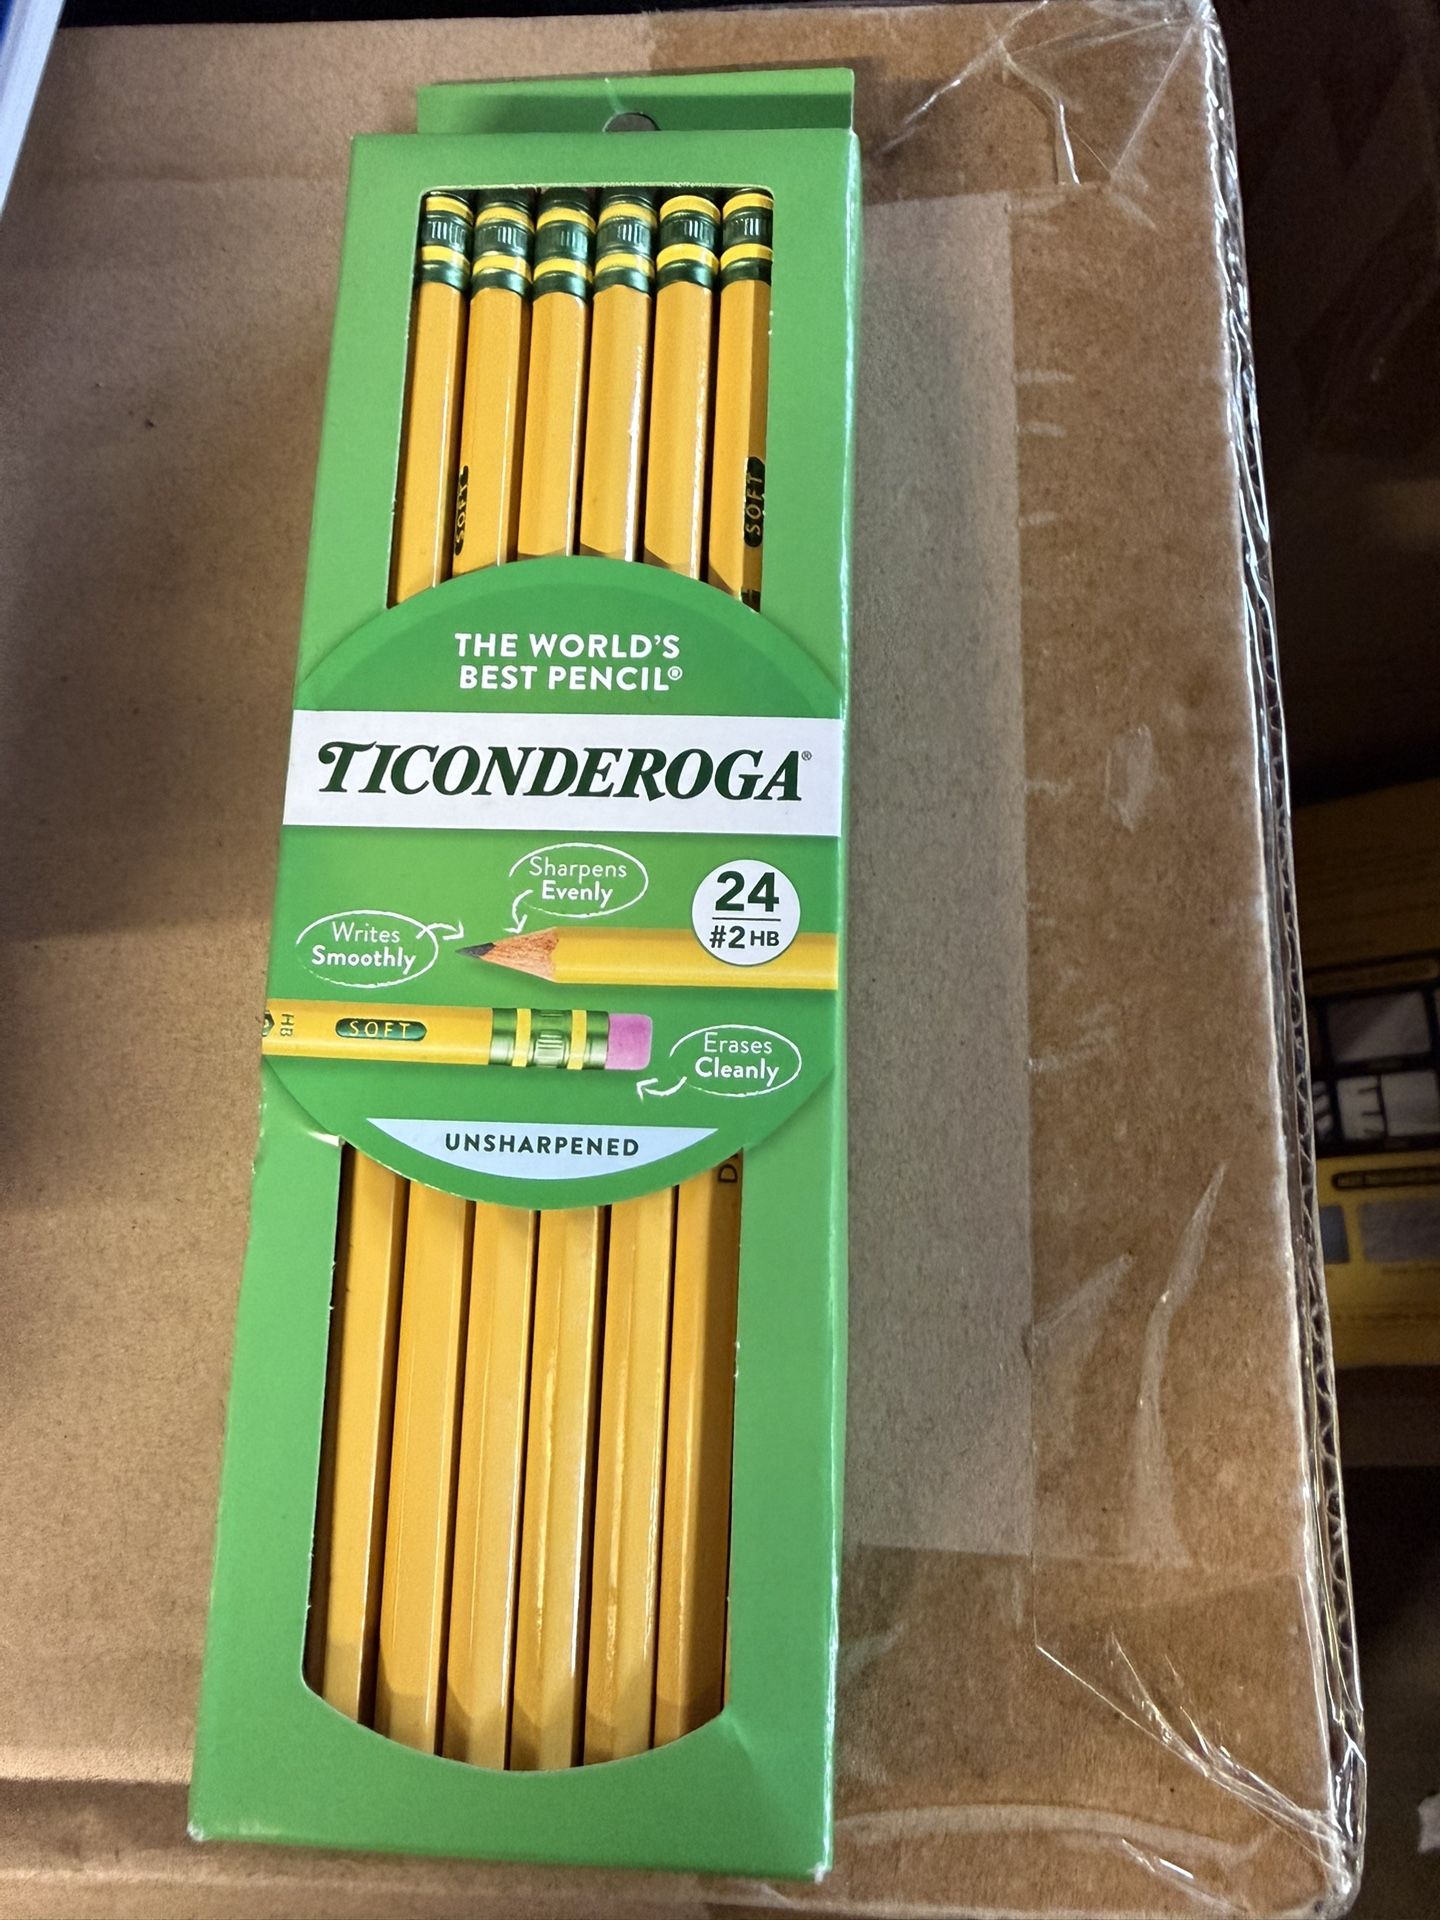 SOFT
SOFT
THE WORLD'S
BEST PENCIL®
TICONDEROGA®
Sharpens
Evenly
24
#2 HB
Writes
Smoothly
HB
SOFT
Erases
Cleanly
UNSHARPENED